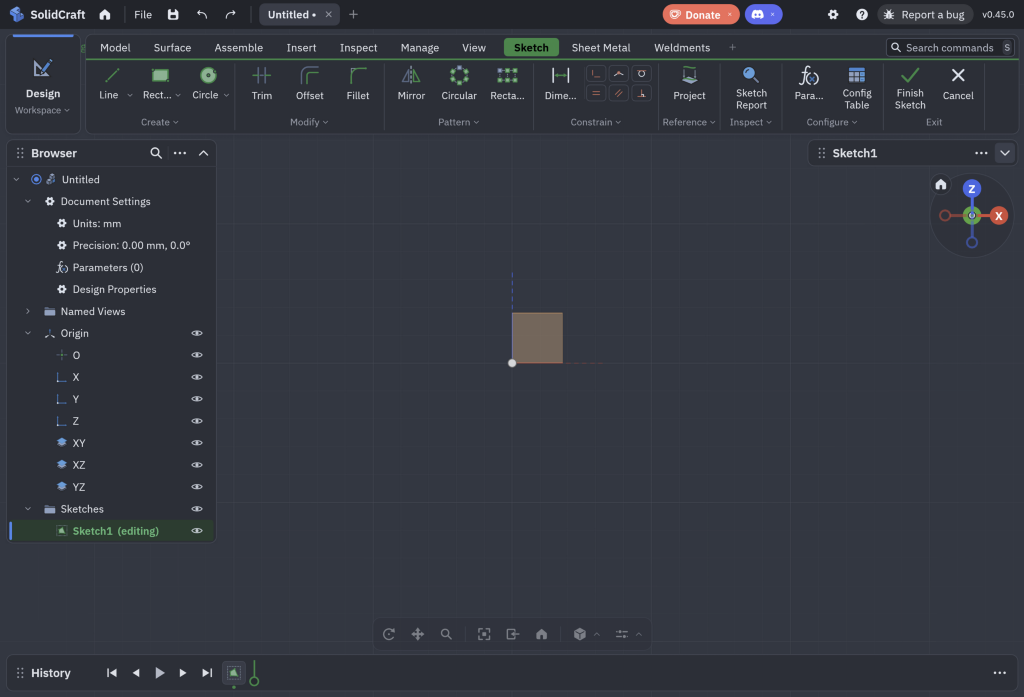 SolidCraft File Untitled • Donate Report a bug v0.45.0
Model Surface Assemble Insert Inspect Manage View Sketch Sheet Metal Weldments Search commands S
Design
Workspace
Line Rect... Circle Trim Offset Fillet Mirror Circular Recta... Dime... Project Sketch Report Para... Config Table Finish Sketch Cancel
Create Modify Pattern Constrain Reference Inspect Configure Exit
Browser
Untitled
Document Settings
Units: mm
Precision: 0.00 mm, 0.0°
Parameters (0)
Design Properties
Named Views
Origin
O
X
Y
Z
XY
XZ
YZ
Sketches
Sketch1 (editing)
Sketch1
Z
X
History